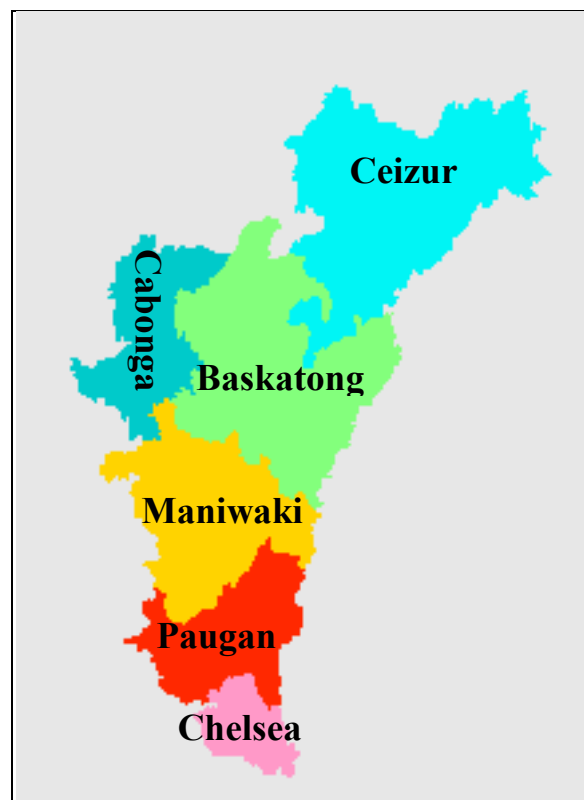 Ceizur
Cabonga
Baskatong
Maniwaki
Paugan
Chelsea